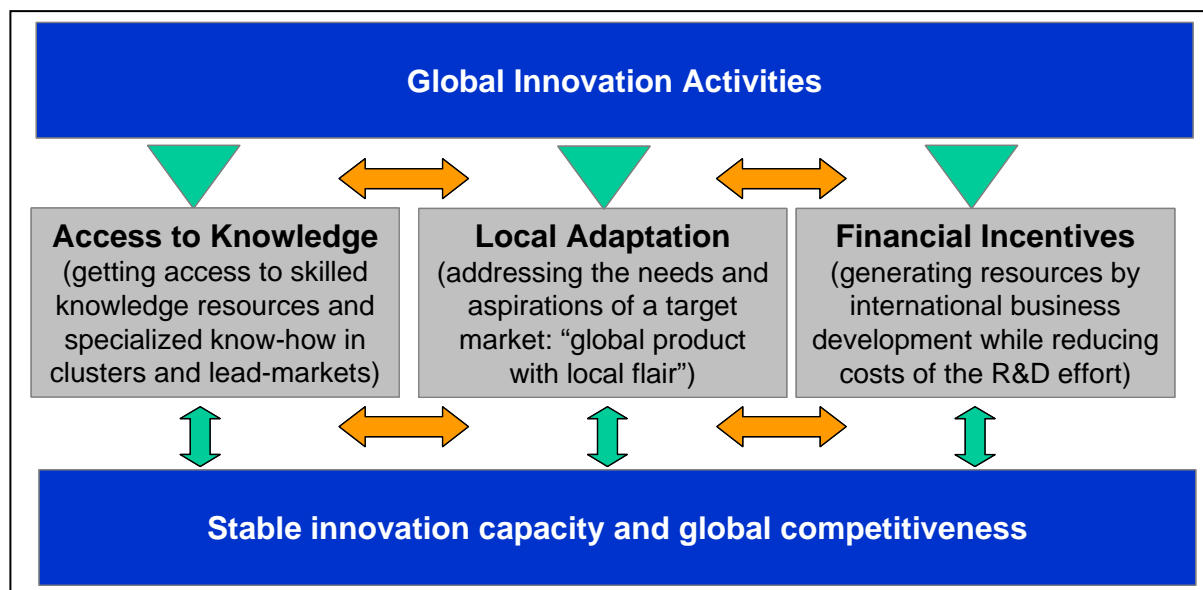 Global Innovation Activities
Access to Knowledge
(getting access to skilled
knowledge resources and
specialized know-how in
clusters and lead-markets)
Local Adaptation
(addressing the needs and
aspirations of a target
market: “global product
with local flair”)
Financial Incentives
(generating resources by
international business
development while reducing
costs of the R&D effort)
Stable innovation capacity and global competitiveness